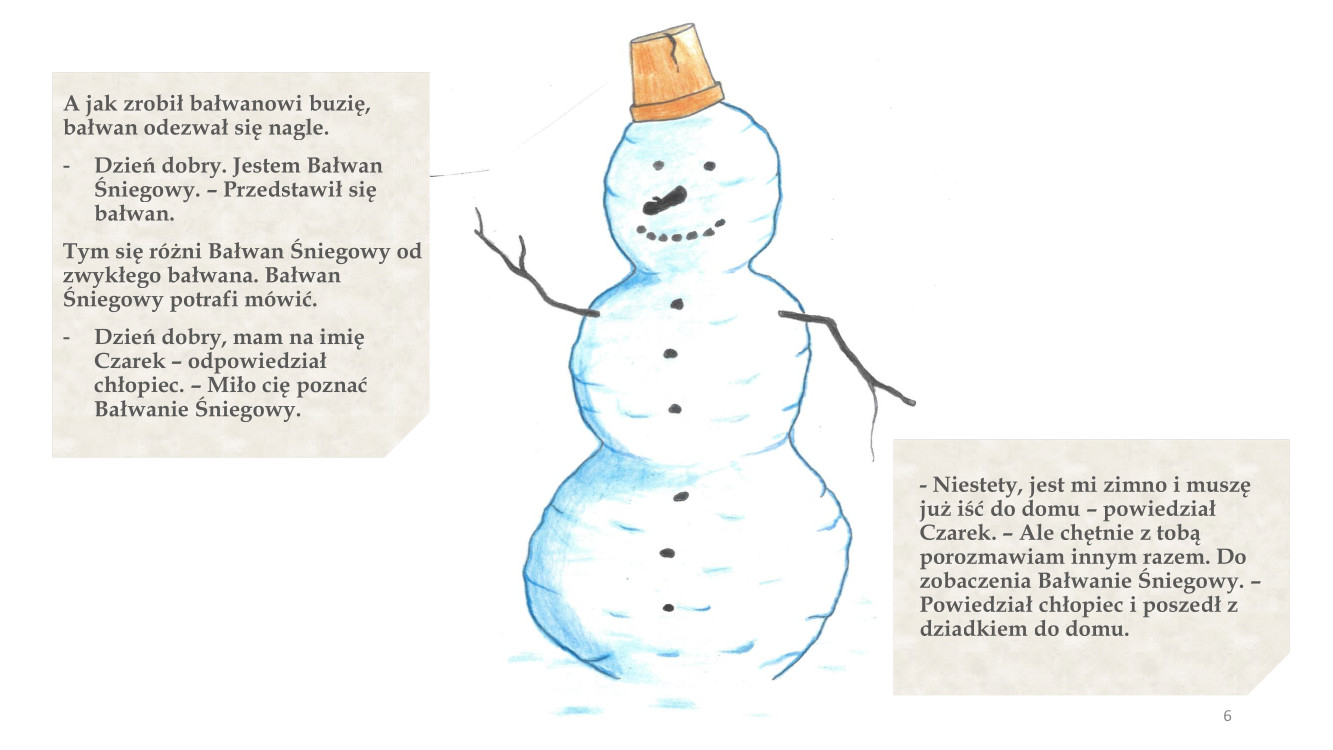 A jak zrobił bałwanowi buzię,
bałwan odezwał się nagle.
- Dzień dobry. Jestem Bałwan
Śniegowy. – Przedstawił się
bałwan.
Tym się różni Bałwan Śniegowy od
zwykłego bałwana. Bałwan
Śniegowy potrafi mówić.
- Dzień dobry, mam na imię
Czarek – odpowiedział
chłopiec. – Miło cię poznać
Bałwanie Śniegowy.
- Niestety, jest mi zimno i muszę
już iść do domu – powiedział
Czarek. – Ale chętnie z tobą
porozmawiam innym razem. Do
zobaczenia Bałwanie Śniegowy. –
Powiedział chłopiec i poszedł z
dziadkiem do domu.
6